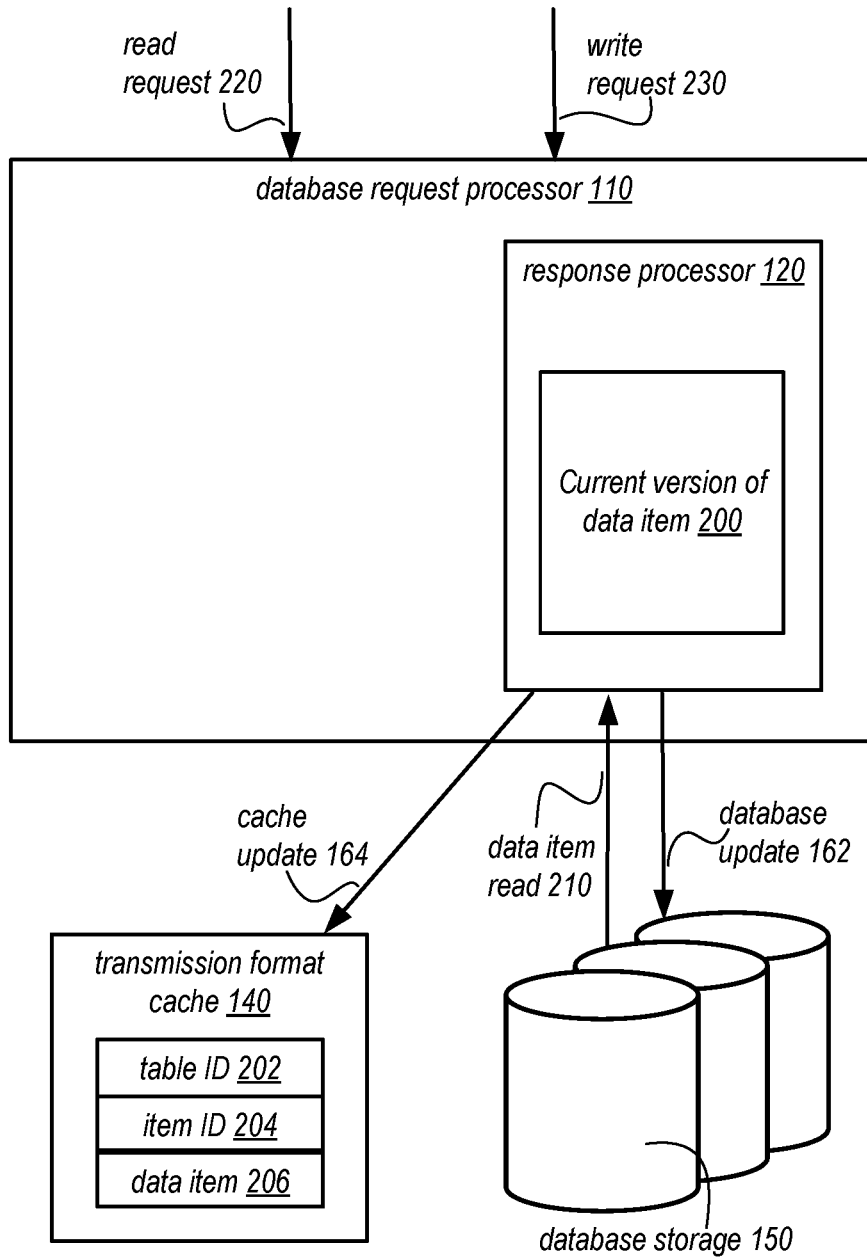 read
request 220
write
request 230
database request processor 110
response processor 120
Current version of
data item 200
cache
update 164
data item
read 210
database
update 162
transmission format
cache 140
table ID 202
item ID 204
data item 206
database storage 150